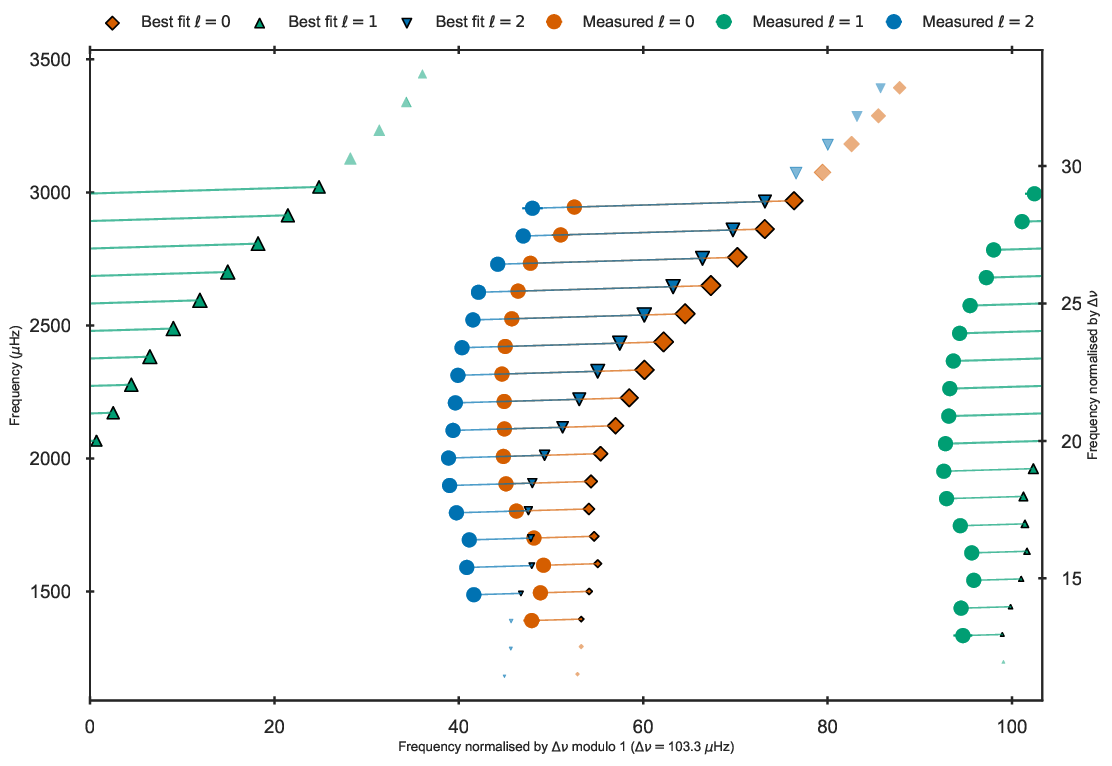 Best fit ℓ = 0 Best fit ℓ = 1 Best fit ℓ = 2 Measured ℓ = 0 Measured ℓ = 1 Measured ℓ = 2
3500
3000
2500
2000
1500
Frequency (μHz)
30
25
20
15
Frequency normalised by Δν
0 20 40 60 80 100
Frequency normalised by Δν modulo 1 (Δν = 103.3 μHz)